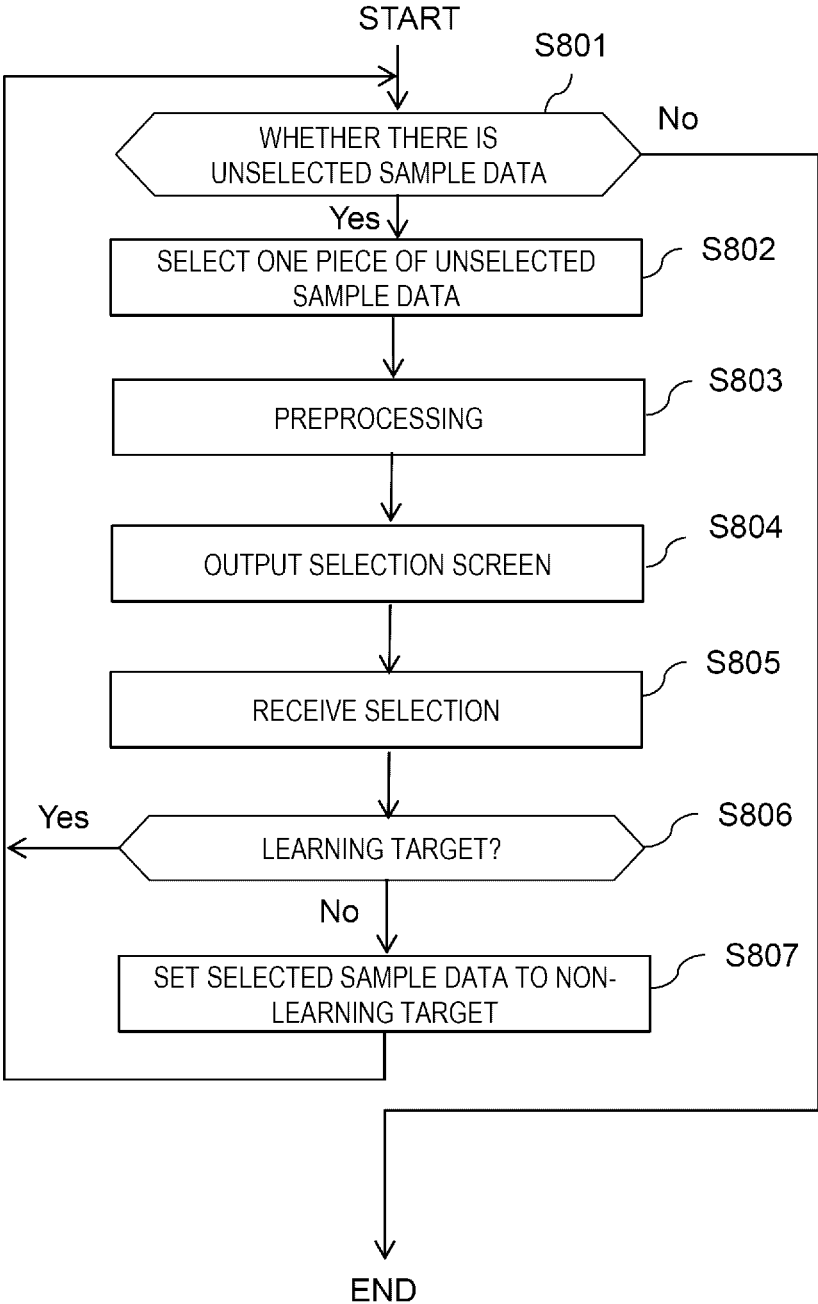 START
S801
WHETHER THERE IS
UNSELECTED SAMPLE DATA
No
Yes
S802
SELECT ONE PIECE OF UNSELECTED
SAMPLE DATA
S803
PREPROCESSING
S804
OUTPUT SELECTION SCREEN
S805
RECEIVE SELECTION
S806
Yes
LEARNING TARGET?
No
S807
SET SELECTED SAMPLE DATA TO NON-
LEARNING TARGET
END